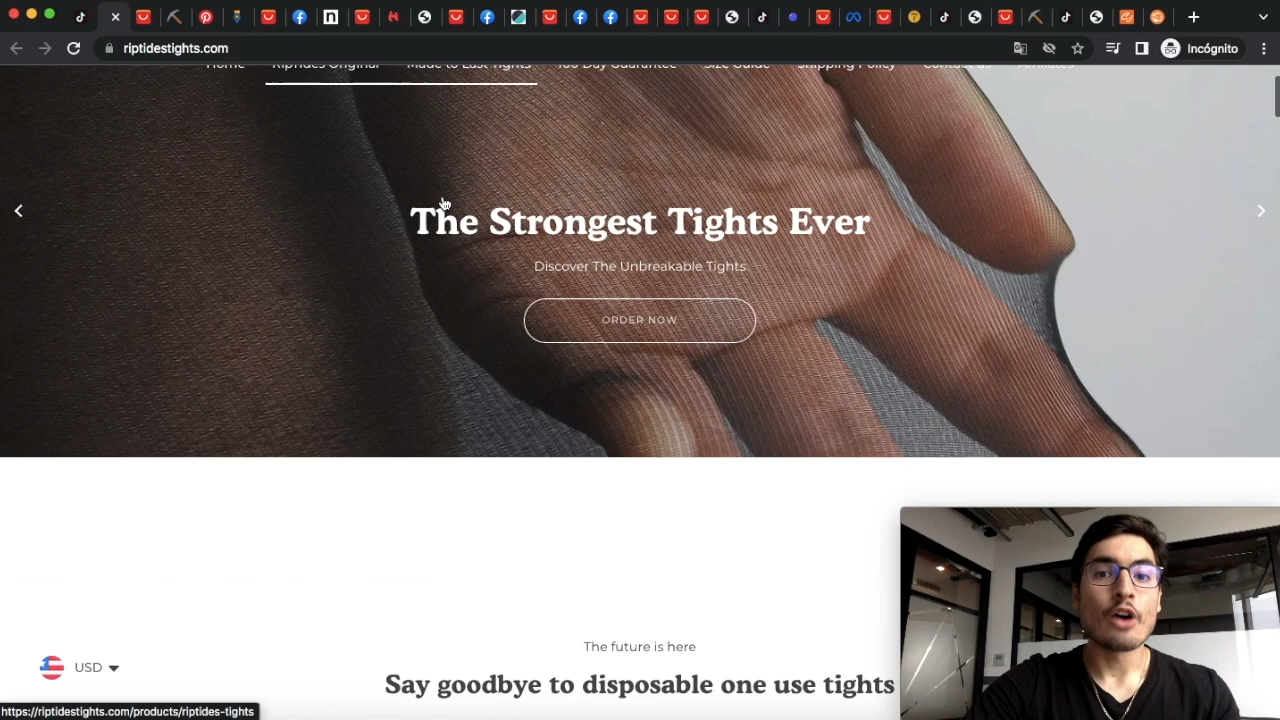 riptidestights.com
Incógnito
Home Riptides Original Made to Last Tights 100 Day Guarantee Size Guide Shipping Policy Contact us Affiliates
The Strongest Tights Ever
Discover The Unbreakable Tights
ORDER NOW
The future is here
Say goodbye to disposable one use tights
USD
https://riptidestights.com/products/riptides-tights